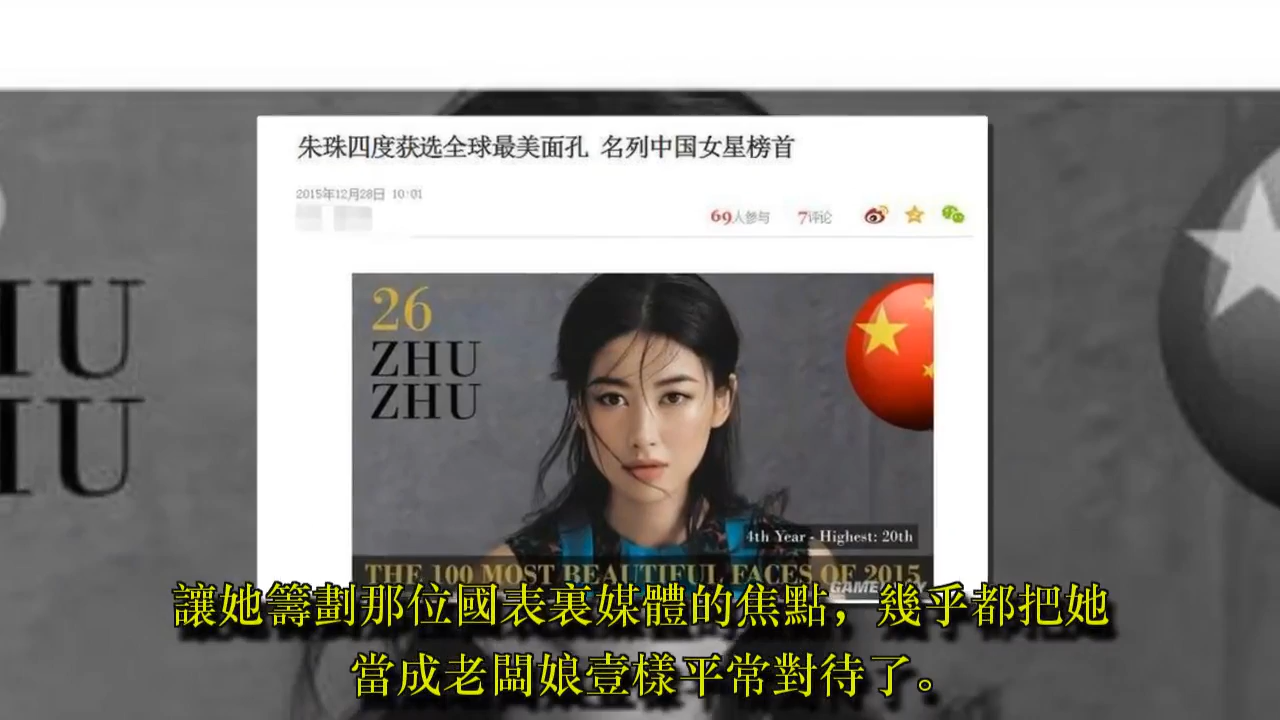 朱珠四度获选全球最美面孔 名列中国女星榜首
2015年12月28日 10:01
69人参与 7评论
26
ZHU
ZHU
HU
HU
4th Year - Highest: 20th
THE 100 MOST BEAUTIFUL FACES OF 2015
讓她籌劃那位國表裏媒體的焦點，幾乎都把她
當成老闆娘壹樣平常對待了。